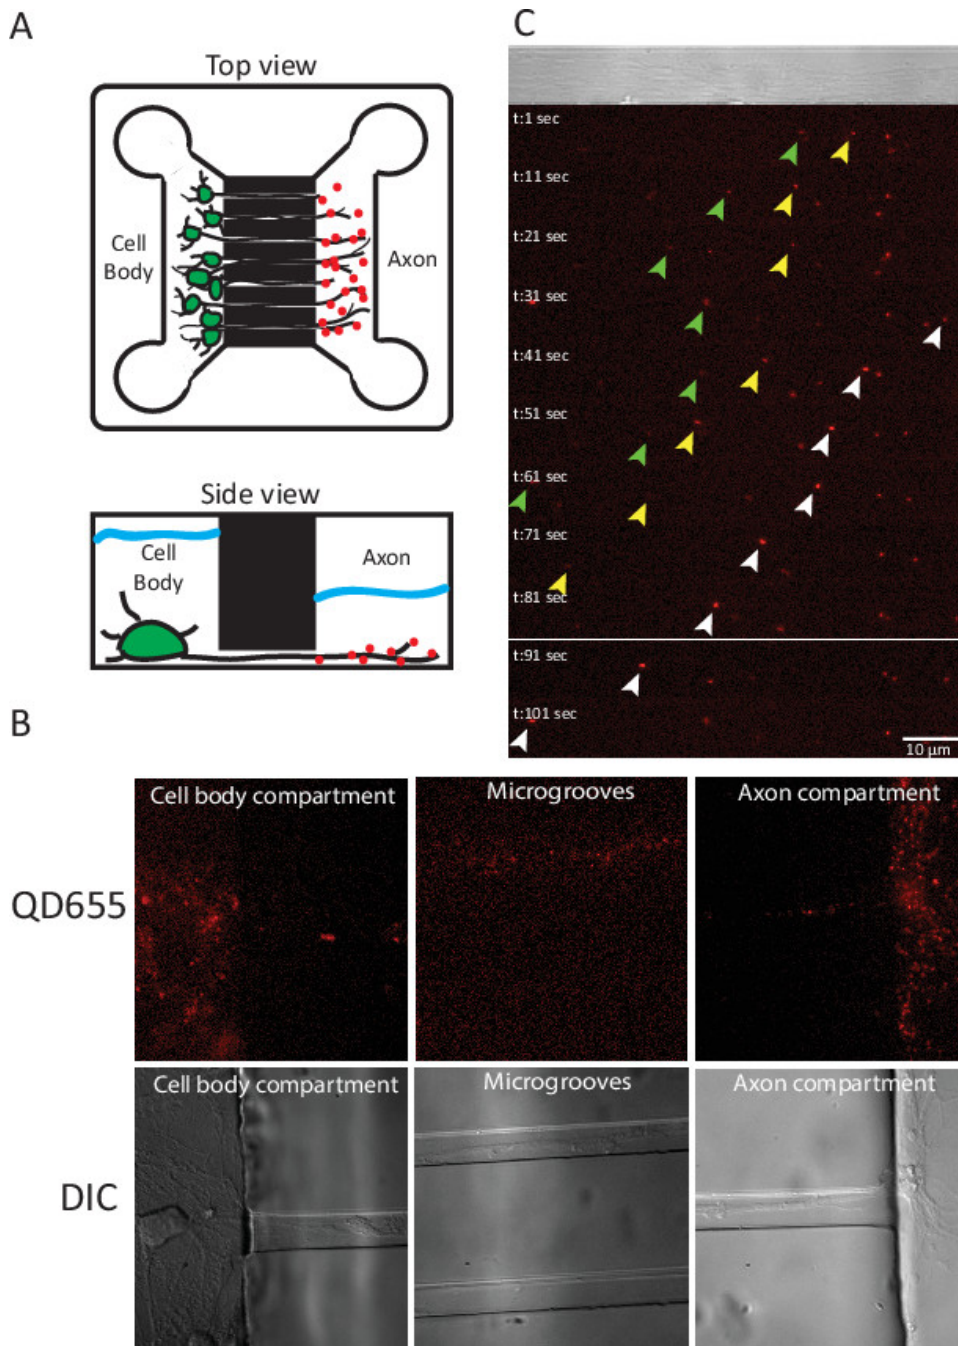 A
Top view
Cell
Body
Axon
Side view
Cell
Body
Axon
C
t:1 sec
t:11 sec
t:21 sec
t:31 sec
t:41 sec
t:51 sec
t:61 sec
t:71 sec
t:81 sec
t:91 sec
t:101 sec
10 µm
B
Cell body compartment
Microgrooves
Axon compartment
QD655
Cell body compartment
Microgrooves
Axon compartment
DIC